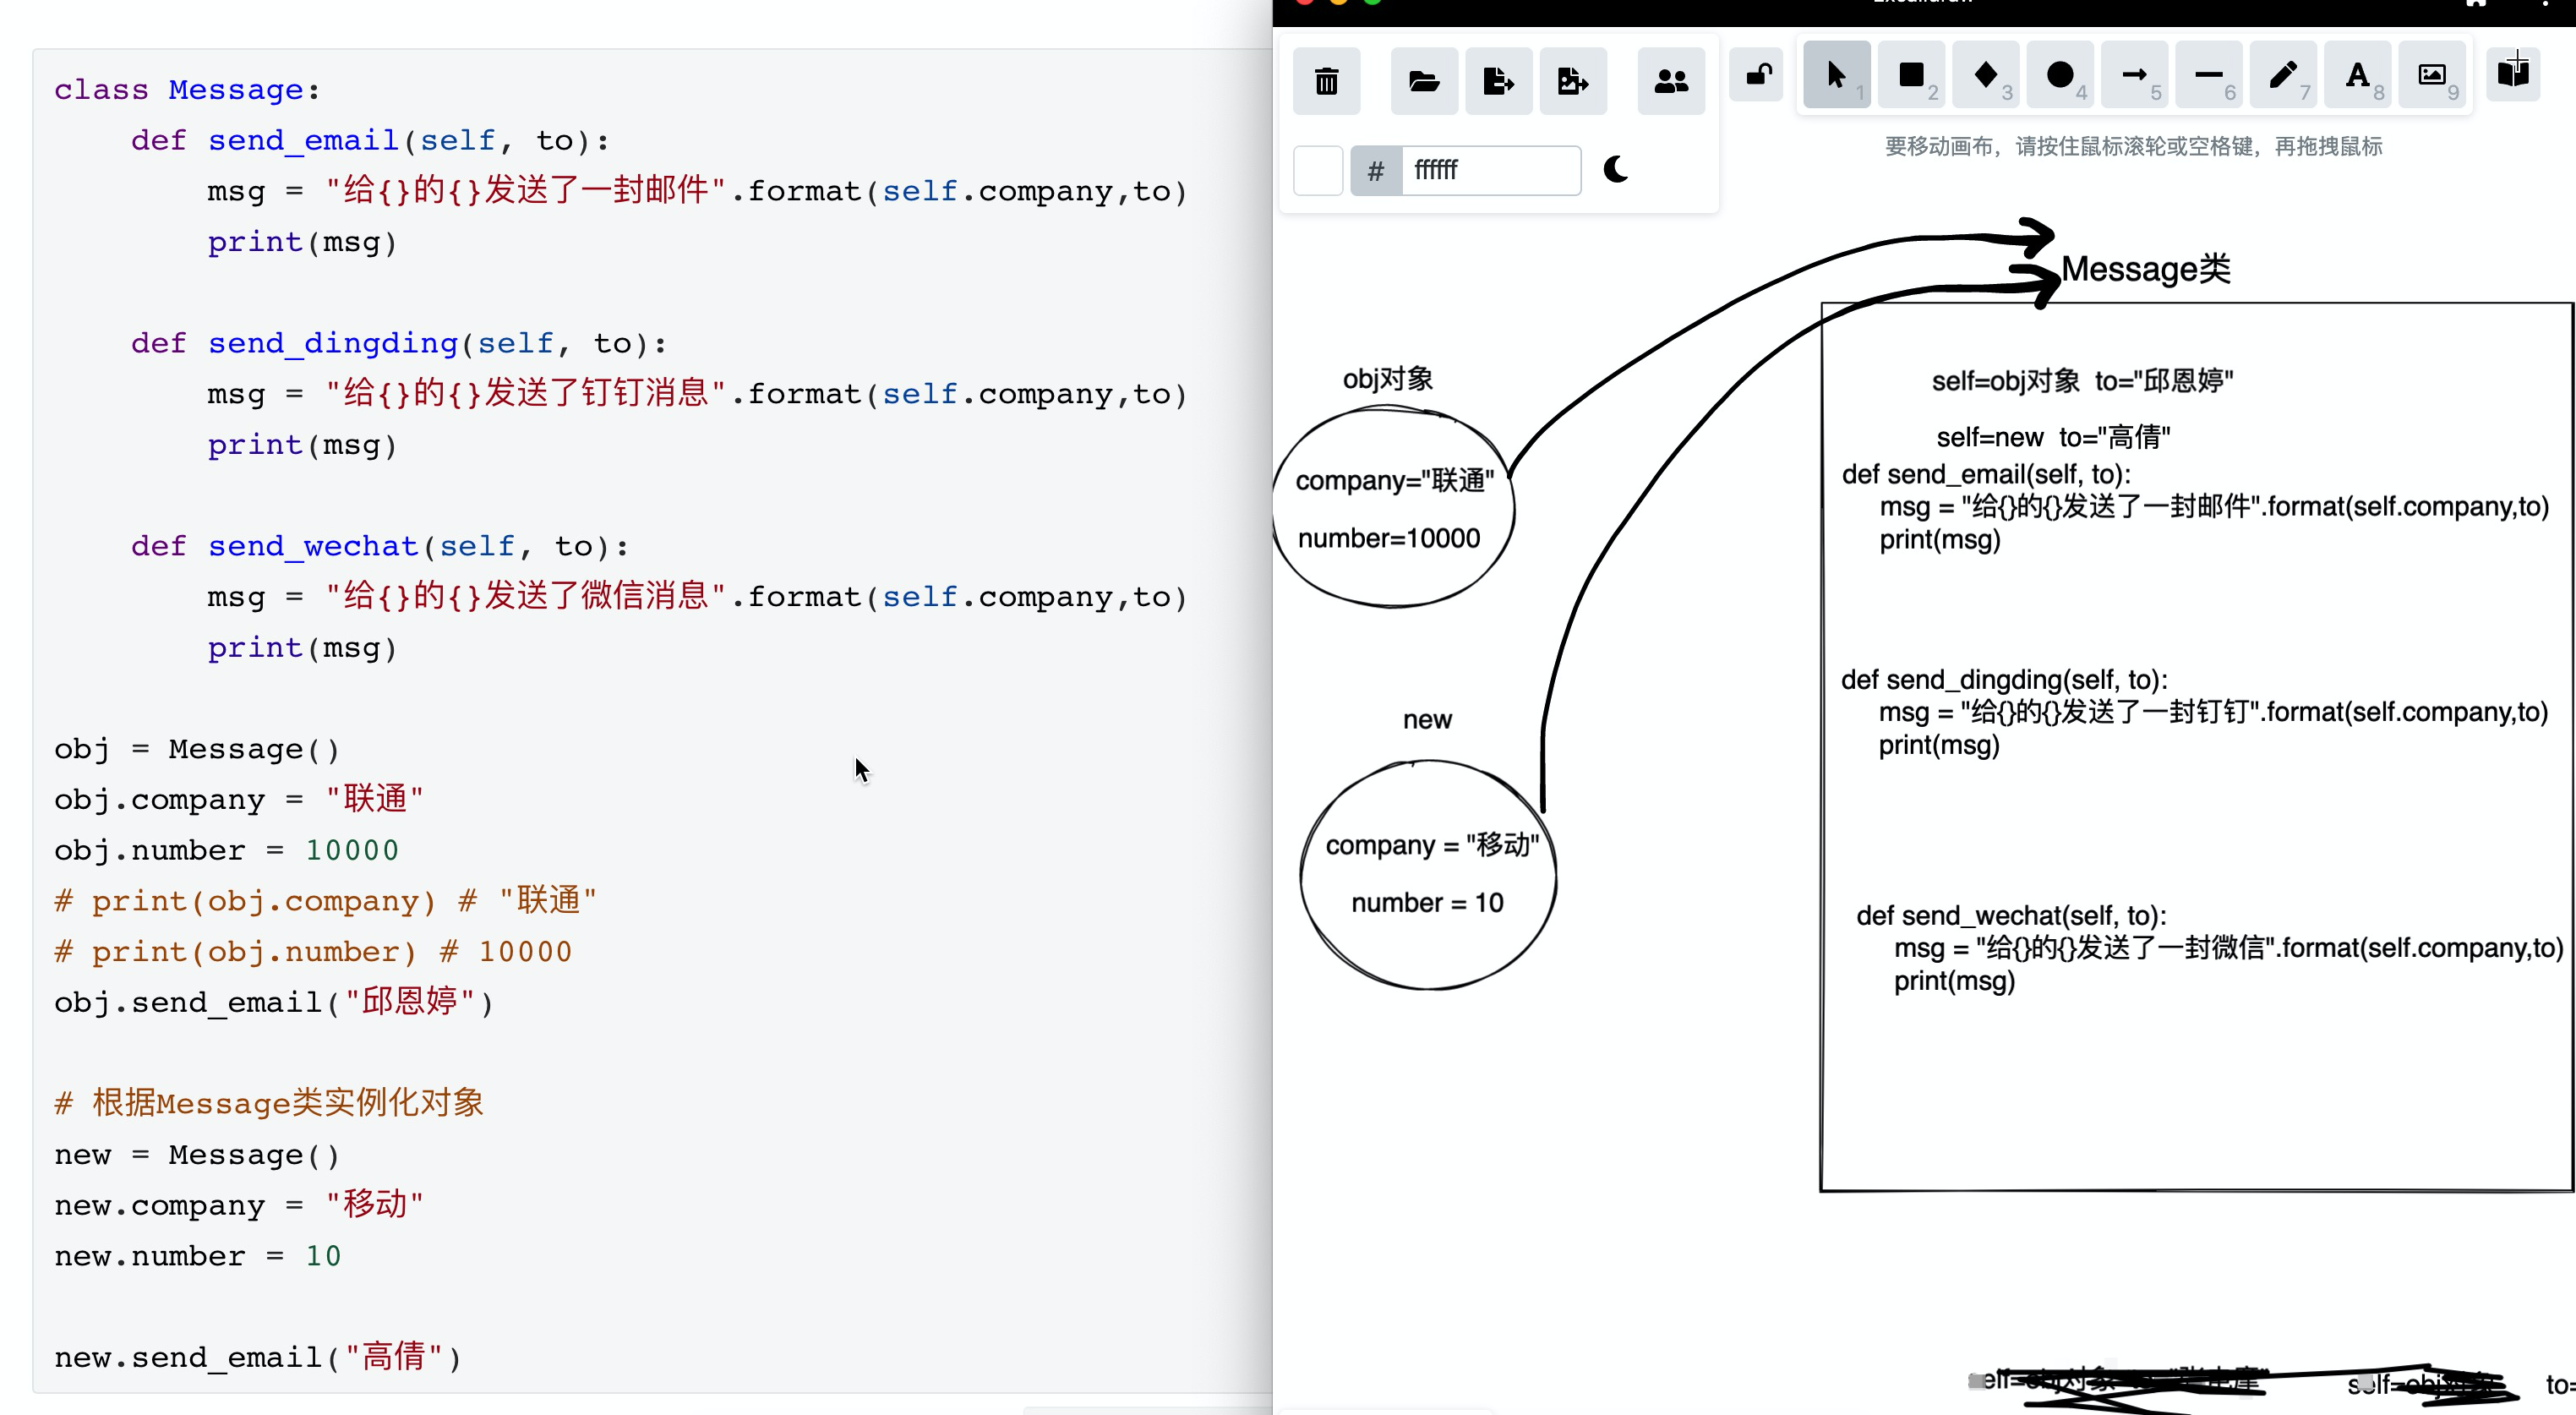 class Message:
def send_email(self, to):
msg = "给{}的{}发送了一封邮件".format(self.company,to)
print(msg)
def send_dingding(self, to):
msg = "给{}的{}发送了钉钉消息".format(self.company,to)
print(msg)
def send_wechat(self, to):
msg = "给{}的{}发送了微信消息".format(self.company,to)
print(msg)
obj = Message()
obj.company = "联通"
obj.number = 10000
# print(obj.company) # "联通"
# print(obj.number) # 10000
obj.send_email("邱恩婷")
# 根据Message类实例化对象
new = Message()
new.company = "移动"
new.number = 10
new.send_email("高倩")
# ffffff
1 2 3 4 5 6 7 8 9
A
要移动画布，请按住鼠标滚轮或空格键，再拖拽鼠标
Message类
obj对象
company="联通"
number=10000
new
company = "移动"
number = 10
self=obj对象 to="邱恩婷"
self=new to="高倩"
def send_email(self, to):
msg = "给{}的{}发送了一封邮件".format(self.company,to)
print(msg)
def send_dingding(self, to):
msg = "给{}的{}发送了一封钉钉".format(self.company,to)
print(msg)
def send_wechat(self, to):
msg = "给{}的{}发送了一封微信".format(self.company,to)
print(msg)
self=obj对象 to=